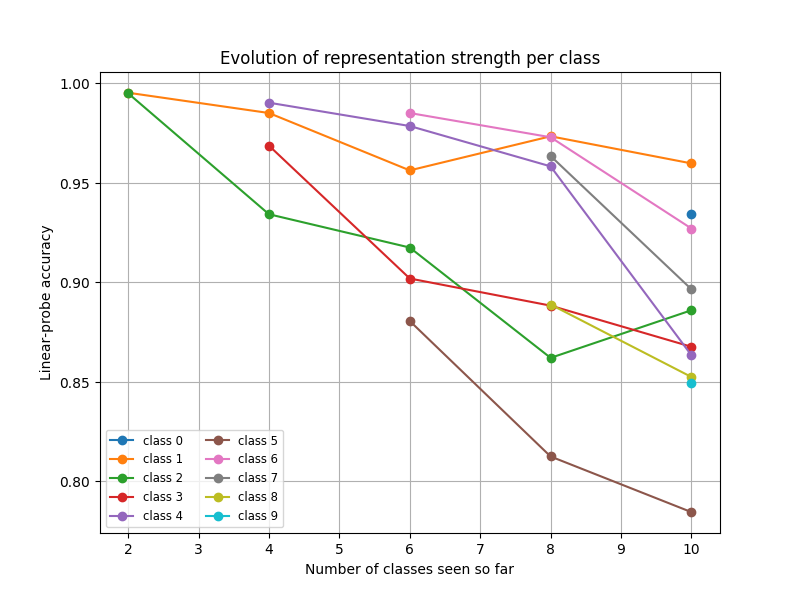 Evolution of representation strength per class
Linear-probe accuracy
1.00
0.95
0.90
0.85
0.80
class 0
class 1
class 2
class 3
class 4
class 5
class 6
class 7
class 8
class 9
2 3 4 5 6 7 8 9 10
Number of classes seen so far